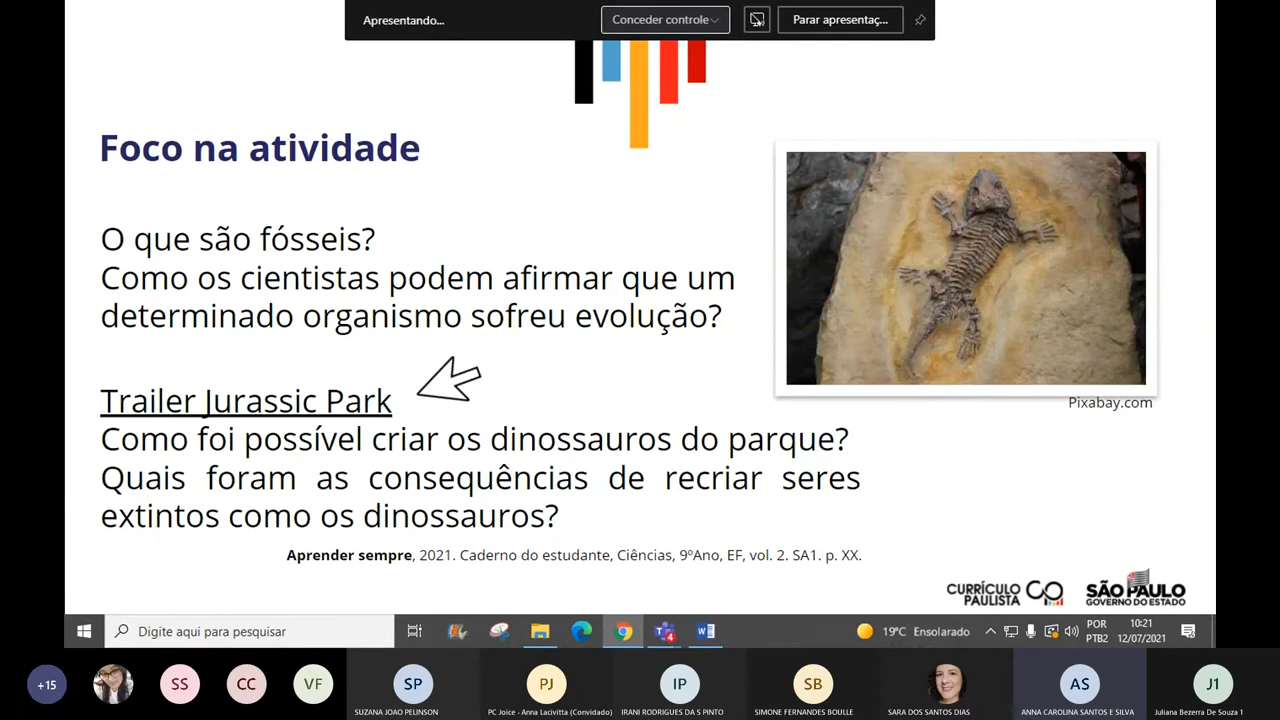 Apresentando...
Conceder controle
Parar apresentaç...
Foco na atividade
O que são fósseis?
Como os cientistas podem afirmar que um
determinado organismo sofreu evolução?
Trailer Jurassic Park
Como foi possível criar os dinossauros do parque?
Quais foram as consequências de recriar seres
extintos como os dinossauros?
Pixabay.com
Aprender sempre, 2021. Caderno do estudante, Ciências, 9ºAno, EF, vol. 2. SA1. p. XX.
CURRÍCULO
PAULISTA
SÃO PAULO
GOVERNO DO ESTADO
Digite aqui para pesquisar
4
19ºC Ensolarado
POR
PTB2
10:21
12/07/2021
+15
SS
CC
VF
SP
PJ
IP
SB
AS
J1
SUZANA JOAO PELINSON
PC Joice - Anna Lacivitta (Convidado)
IRANI RODRIGUES DA S PINTO
SIMONE FERNANDES BOULLE
SARA DOS SANTOS DIAS
ANNA CAROLINA SANTOS E SILVA
Juliana Bezerra De Souza 1